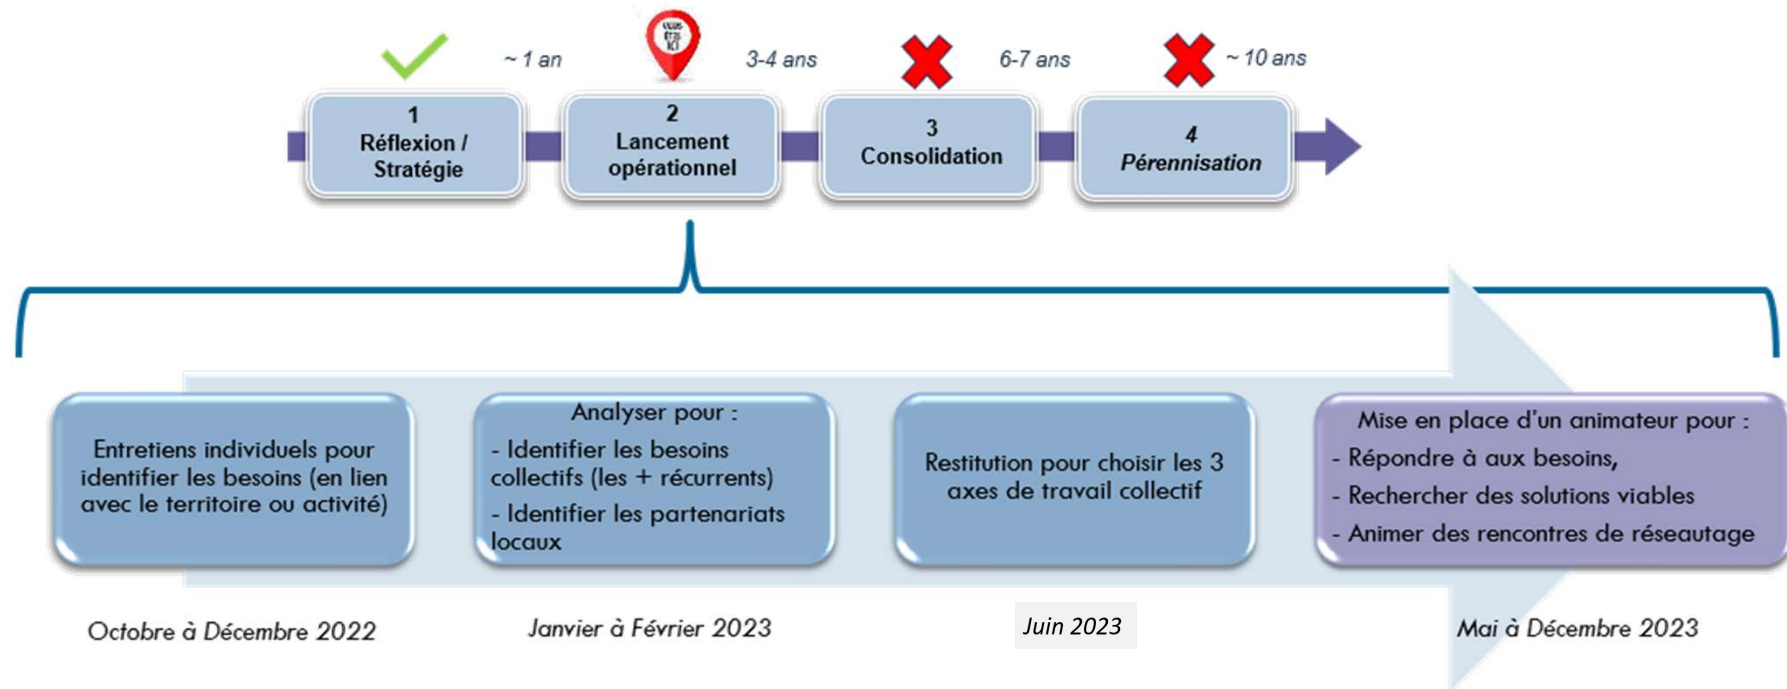 VOUS
ÊTES
ICI
~ 1 an
3-4 ans
6-7 ans
~ 10 ans
1
Réflexion /
Stratégie
2
Lancement
opérationnel
3
Consolidation
4
Pérennisation
Entretiens individuels pour
identifier les besoins (en lien
avec le territoire ou activité)
Analyser pour :
- Identifier les besoins
collectifs (les + récurrents)
- Identifier les partenariats
locaux
Restitution pour choisir les 3
axes de travail collectif
Mise en place d'un animateur pour :
- Répondre à aux besoins,
- Rechercher des solutions viables
- Animer des rencontres de réseautage
Octobre à Décembre 2022
Janvier à Février 2023
Juin 2023
Mai à Décembre 2023